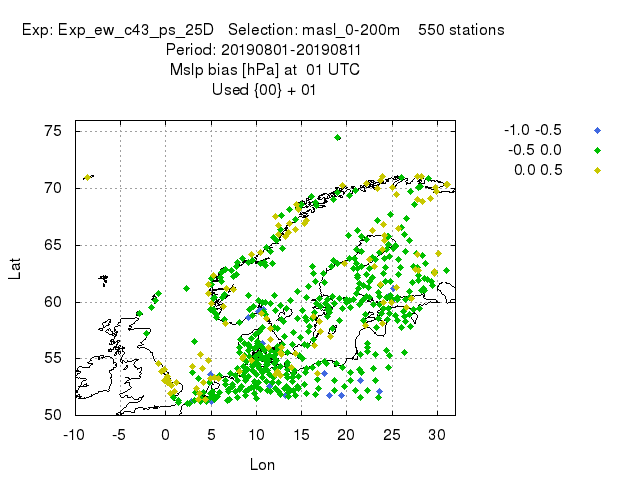 Exp: Exp_ew_c43_ps_25D   Selection: masl_0-200m    550 stations
Period: 20190801-20190811
Mslp bias [hPa] at  01 UTC
Used {00} + 01
-1.0 -0.5
-0.5 0.0
0.0 0.5
75
70
65
60
55
50
Lat
-10 -5 0 5 10 15 20 25 30
Lon